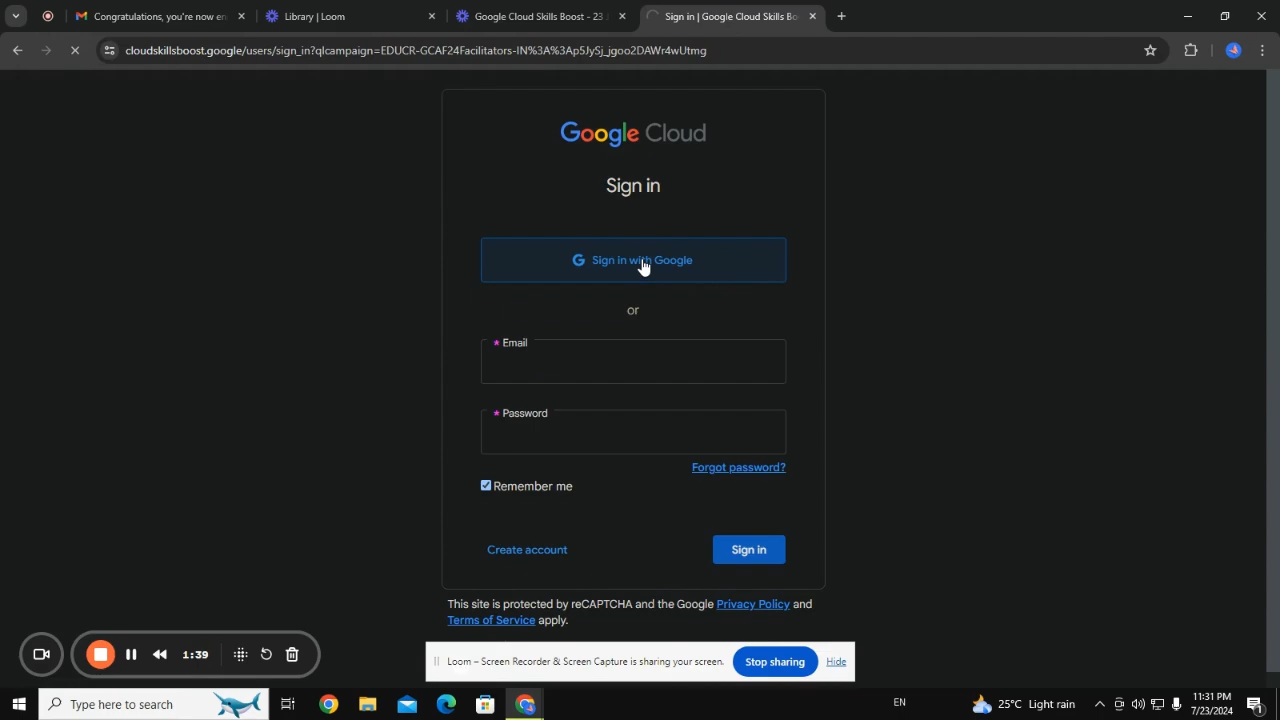 Congratulations, you're now en
Library | Loom
Google Cloud Skills Boost - 23
Sign in | Google Cloud Skills Bo
cloudskillsboost.google/users/sign_in?qlcampaign=EDUCR-GCAF24Facilitators-IN%3A%3Ap5JySj_jgoo2DAWr4wUtmg
Google Cloud
Sign in
Sign in with Google
or
* Email
* Password
Forgot password?
Remember me
Create account
Sign in
This site is protected by reCAPTCHA and the Google Privacy Policy and
Terms of Service apply.
1:39
Loom – Screen Recorder & Screen Capture is sharing your screen.
Stop sharing
Hide
Type here to search
EN
25°C Light rain
11:31 PM
7/23/2024
1